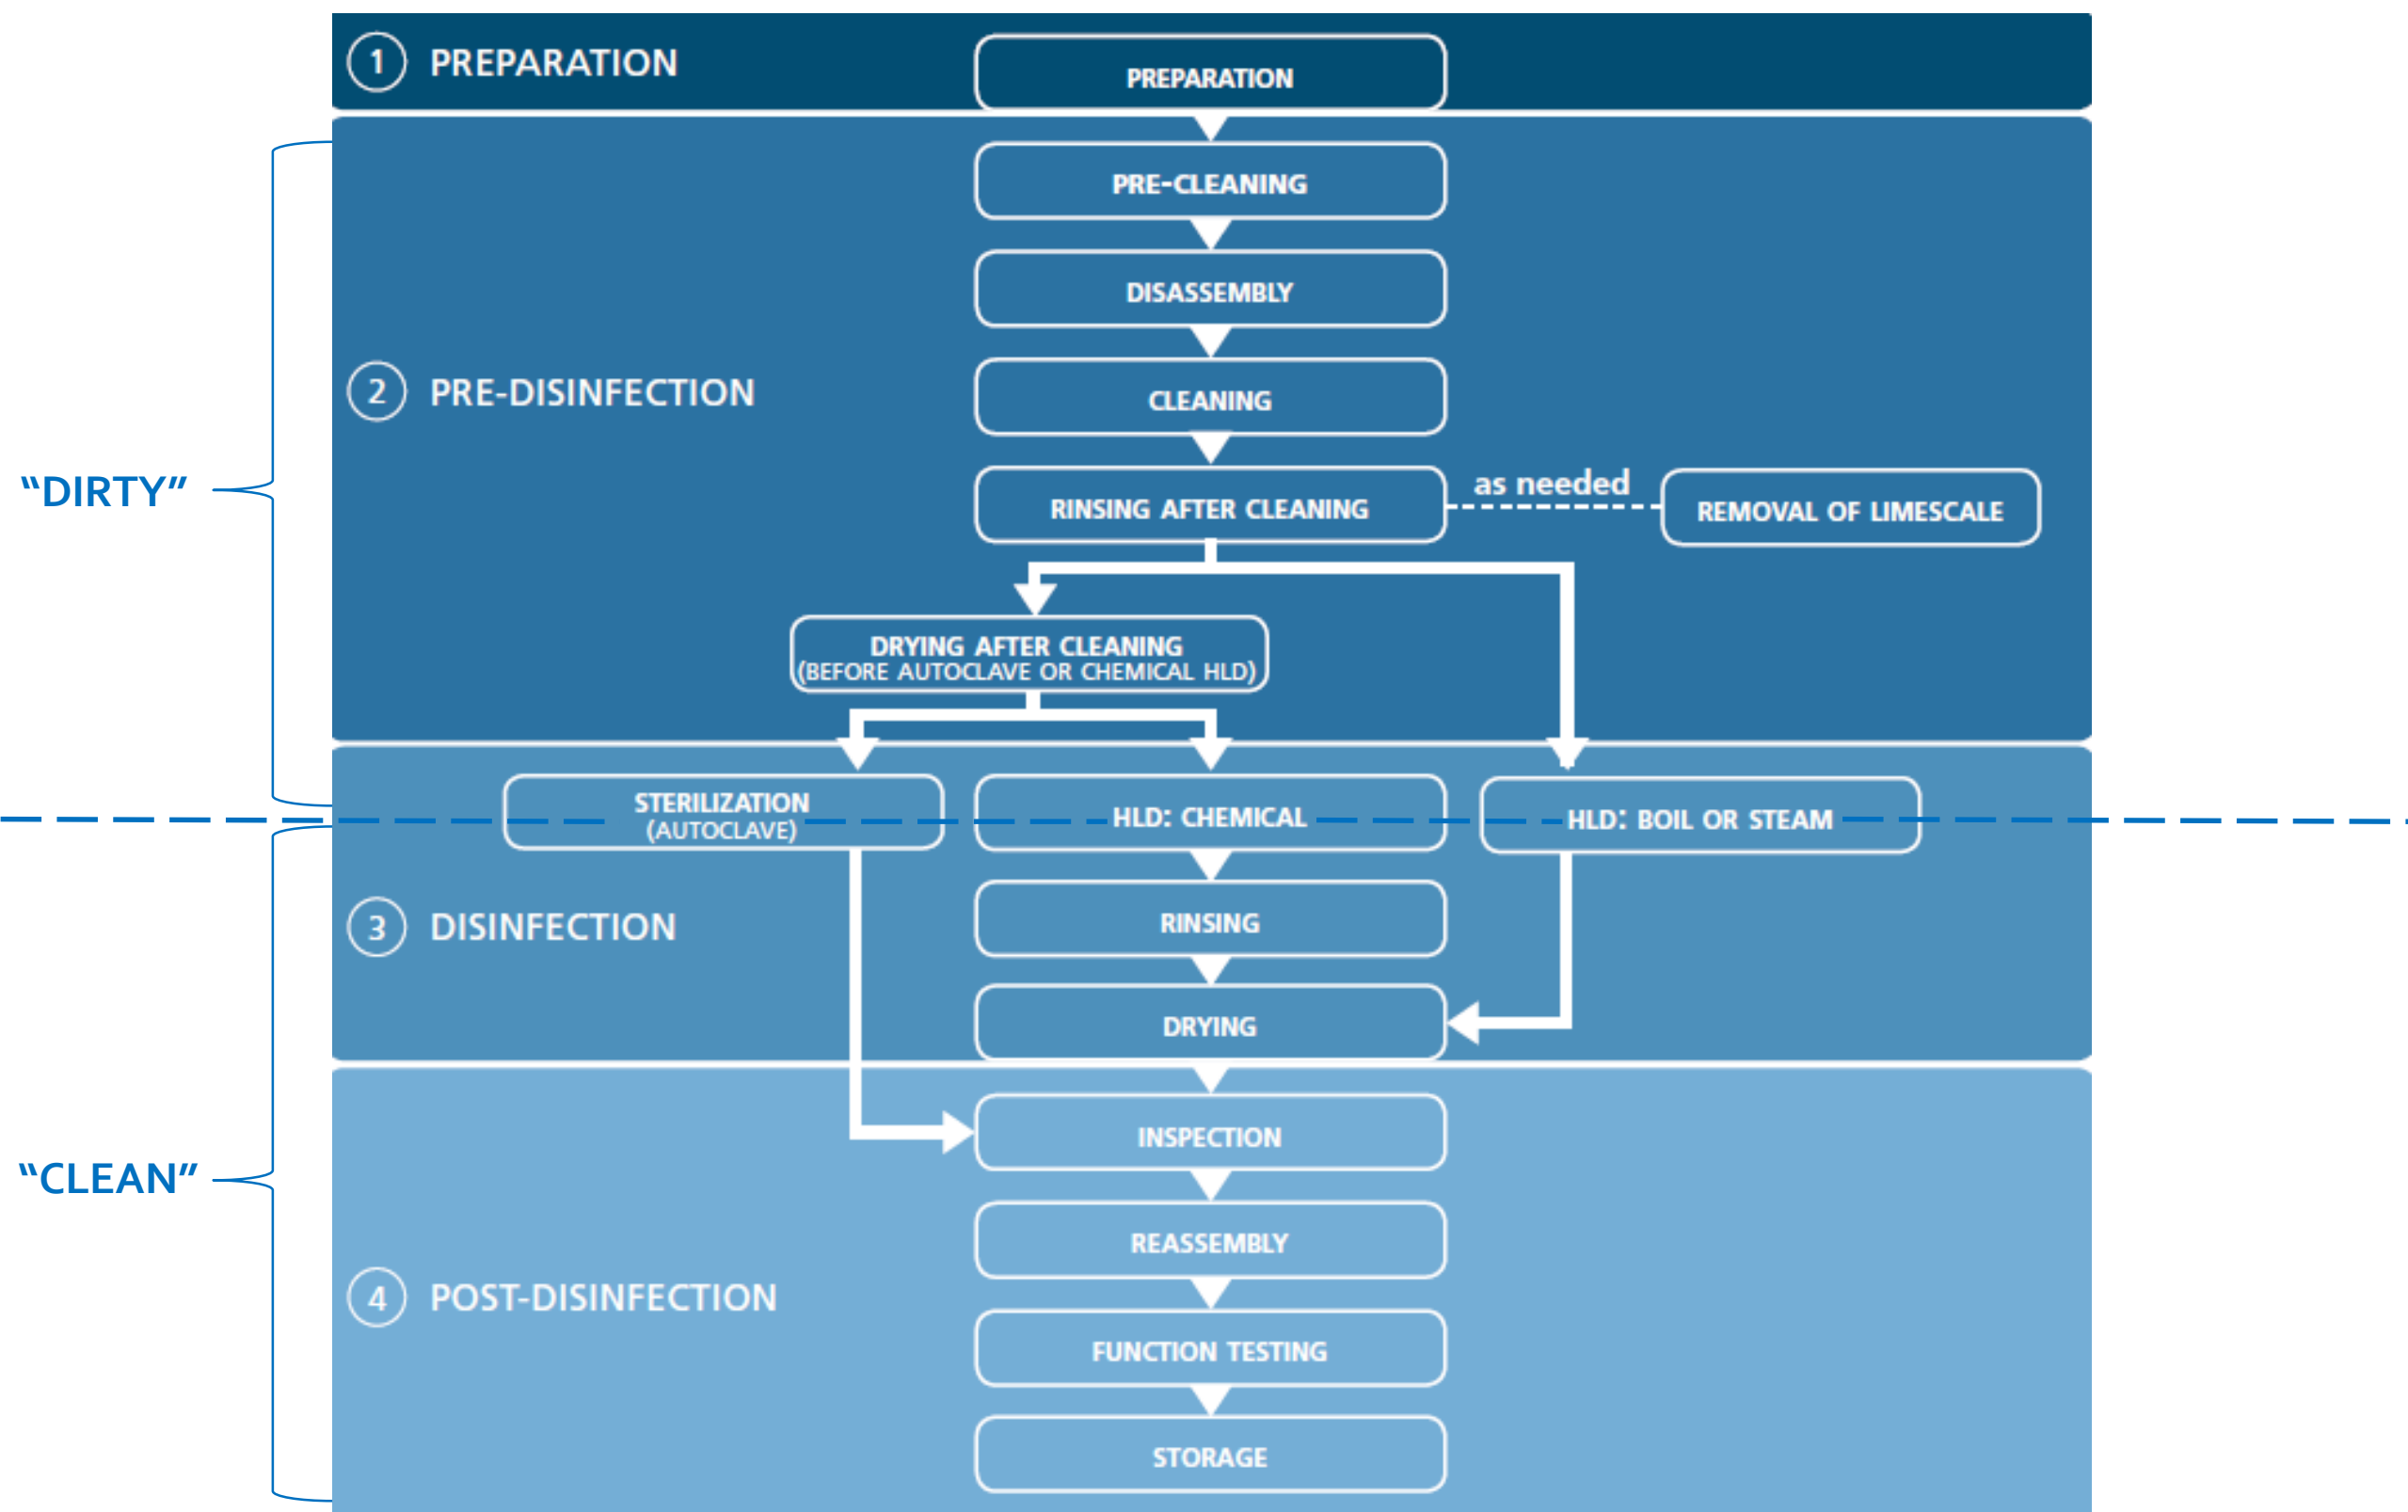 1 PREPARATION
PREPARATION
PRE-CLEANING
DISASSEMBLY
2 PRE-DISINFECTION
CLEANING
“DIRTY”
RINSING AFTER CLEANING
as needed
REMOVAL OF LIMESCALE
DRYING AFTER CLEANING
(BEFORE AUTOCLAVE OR CHEMICAL HLD)
STERILIZATION
(AUTOCLAVE)
HLD: CHEMICAL
HLD: BOIL OR STEAM
3 DISINFECTION
RINSING
DRYING
INSPECTION
“CLEAN”
REASSEMBLY
4 POST-DISINFECTION
FUNCTION TESTING
STORAGE